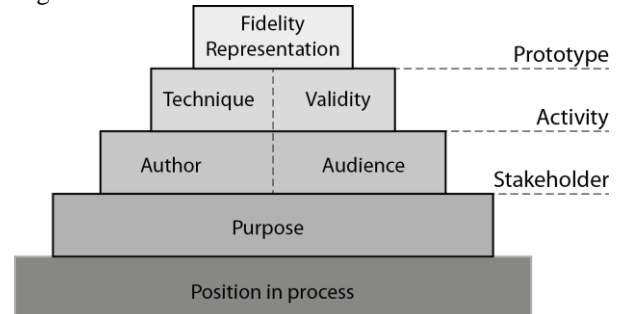 Fidelity
Representation
Prototype
Technique
Validity
Activity
Author
Audience
Stakeholder
Purpose
Position in process